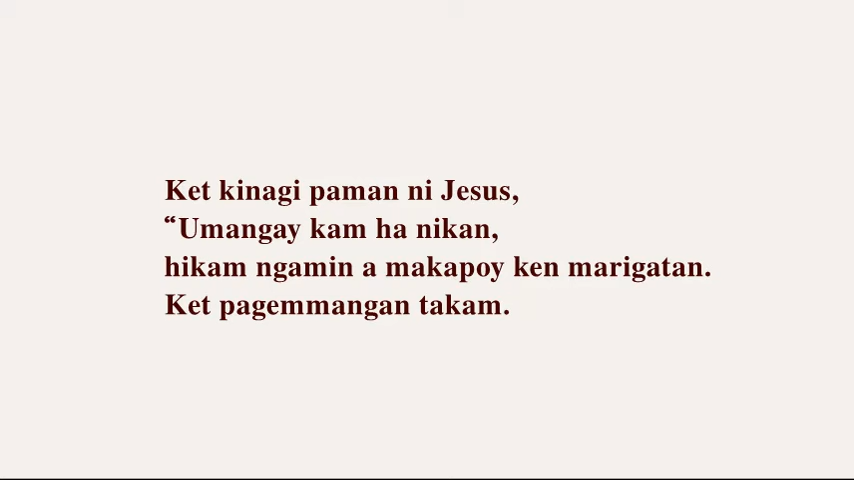 Ket kinagi paman ni Jesus,
“Umangay kam ha nikan,
hikam ngamin a makapoy ken marigatan.
Ket pagemmangan takam.